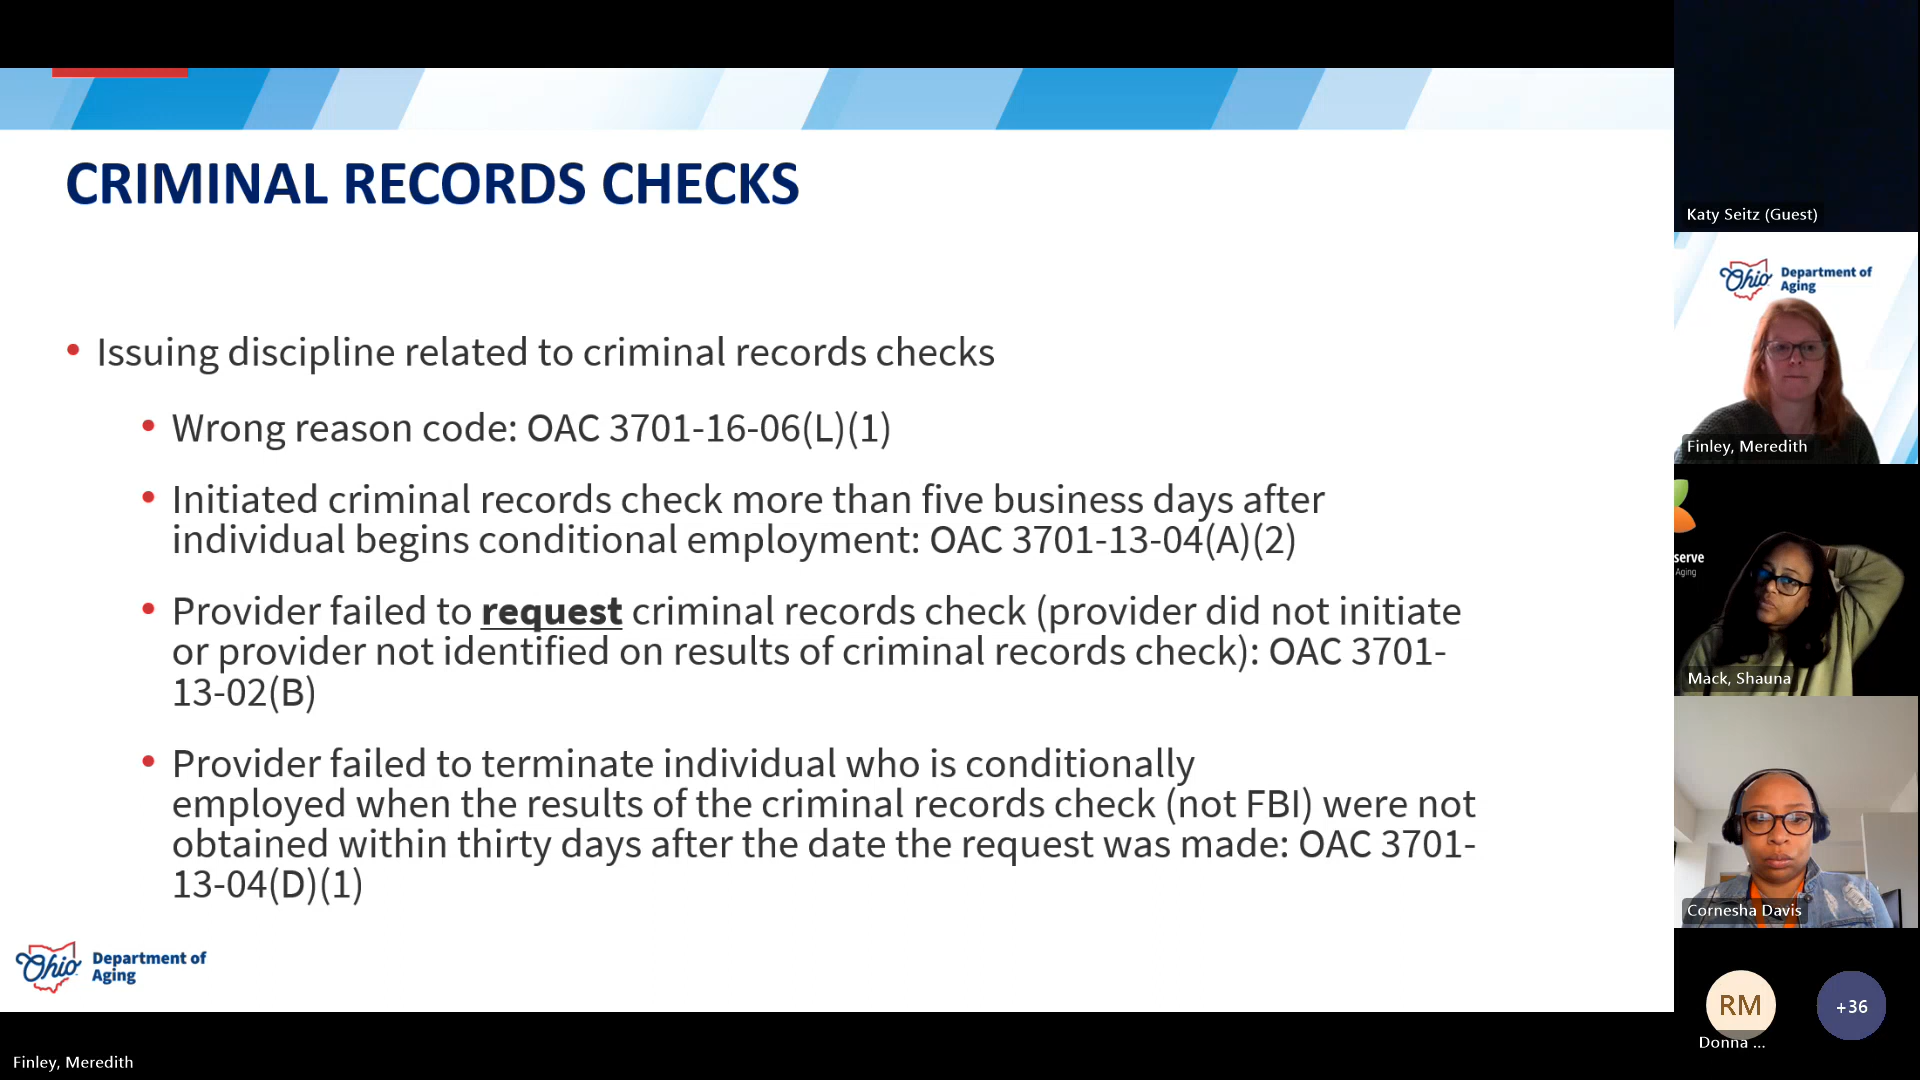 CRIMINAL RECORDS CHECKS
• Issuing discipline related to criminal records checks
• Wrong reason code: OAC 3701-16-06(L)(1)
• Initiated criminal records check more than five business days after
individual begins conditional employment: OAC 3701-13-04(A)(2)
• Provider failed to request criminal records check (provider did not initiate
or provider not identified on results of criminal records check): OAC 3701-
13-02(B)
• Provider failed to terminate individual who is conditionally
employed when the results of the criminal records check (not FBI) were not
obtained within thirty days after the date the request was made: OAC 3701-
13-04(D)(1)
Ohio Department of
Aging
Finley, Meredith
Katy Seitz (Guest)
Ohio Department of
Aging
Finley, Meredith
serve
Aging
Mack, Shauna
Cornesha Davis
RM
+36
Donna ...